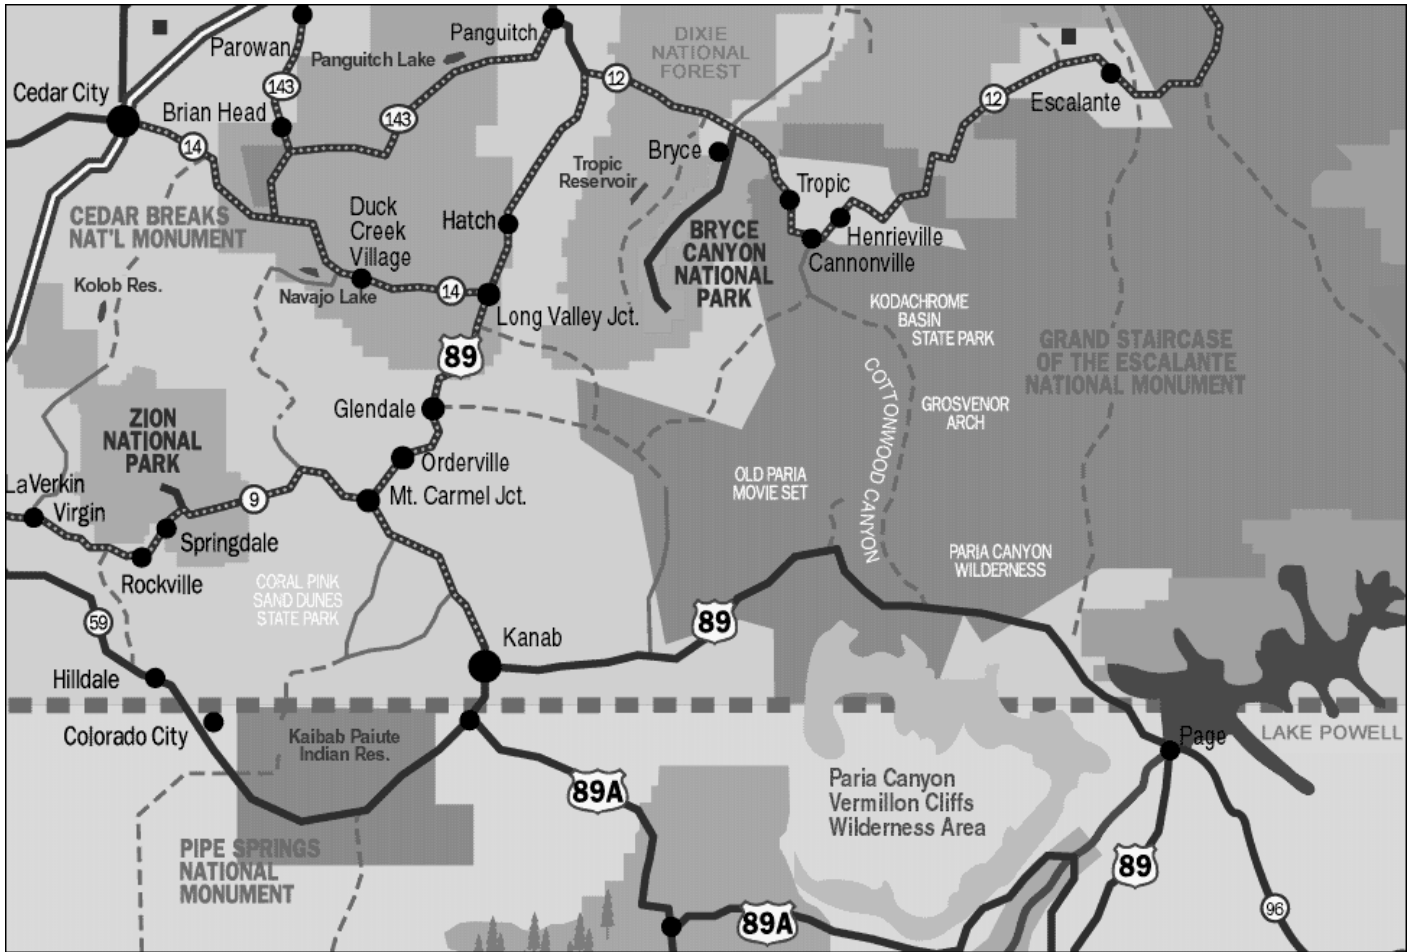 Parowan
Panguitch
DIXIE
NATIONAL
FOREST
Panguitch Lake
12
143
Cedar City
Brian Head
143
12
Escalante
14
Bryce
Tropic
Reservoir
Tropic
CEDAR BREAKS
NAT'L MONUMENT
Duck
Creek
Village
Hatch
BRYCE
CANYON
NATIONAL
PARK
Henrieville
Cannonville
Kolob Res.
Navajo Lake
14
Long Valley Jct.
KODACHROME
BASIN
STATE PARK
89
GRAND STAIRCASE
OF THE ESCALANTE
NATIONAL MONUMENT
COTTONWOOD CANYON
Glendale
GROSVENOR
ARCH
ZION
NATIONAL
PARK
Orderville
OLD PARIA
MOVIE SET
LaVerkin
Virgin
9
Mt. Carmel Jct.
Springdale
Rockville
PARIA CANYON
WILDERNESS
CORAL PINK
SAND DUNES
STATE PARK
59
89
Kanab
Hilldale
Colorado City
Kaibab Paiute
Indian Res.
Page
LAKE POWELL
89A
Paria Canyon
Vermillon Cliffs
Wilderness Area
PIPE SPRINGS
NATIONAL
MONUMENT
89
89A
96